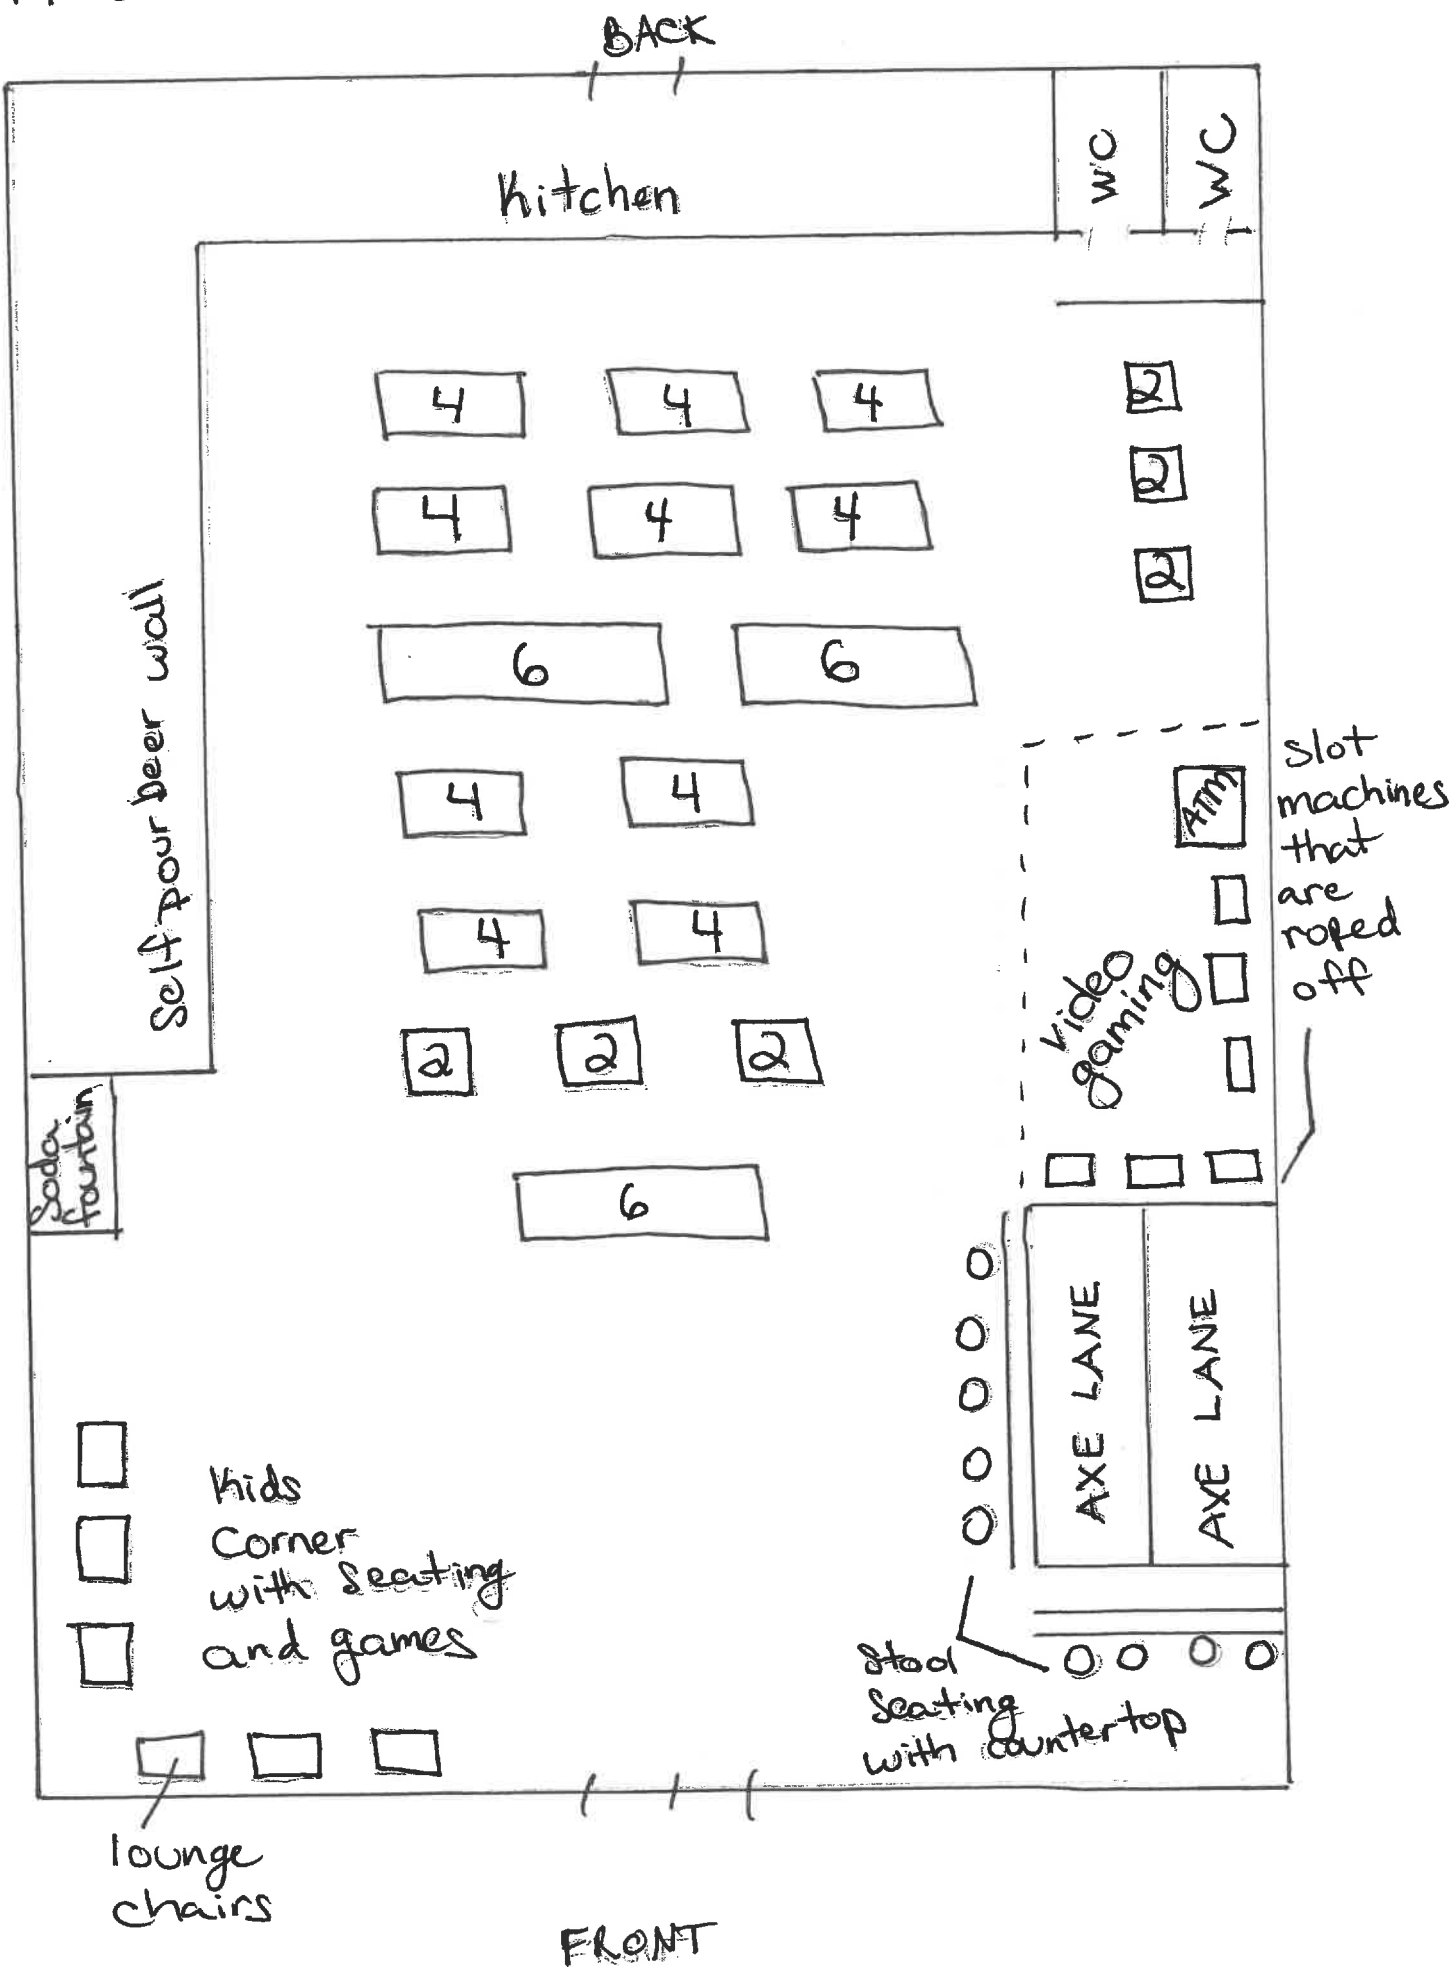 BACK
Kitchen
WC
WC
4
4
4
2
4
4
4
2
2
6
6
Self pour beer wall
4
4
ATM
Slot
machines
that
are
roped
off
4
4
Video
gaming
2
2
2
Soda
fountain
6
AXE LANE
AXE LANE
Kids
Corner
with Seating
and games
Stool
Seating
with countertop
lounge
chairs
FRONT